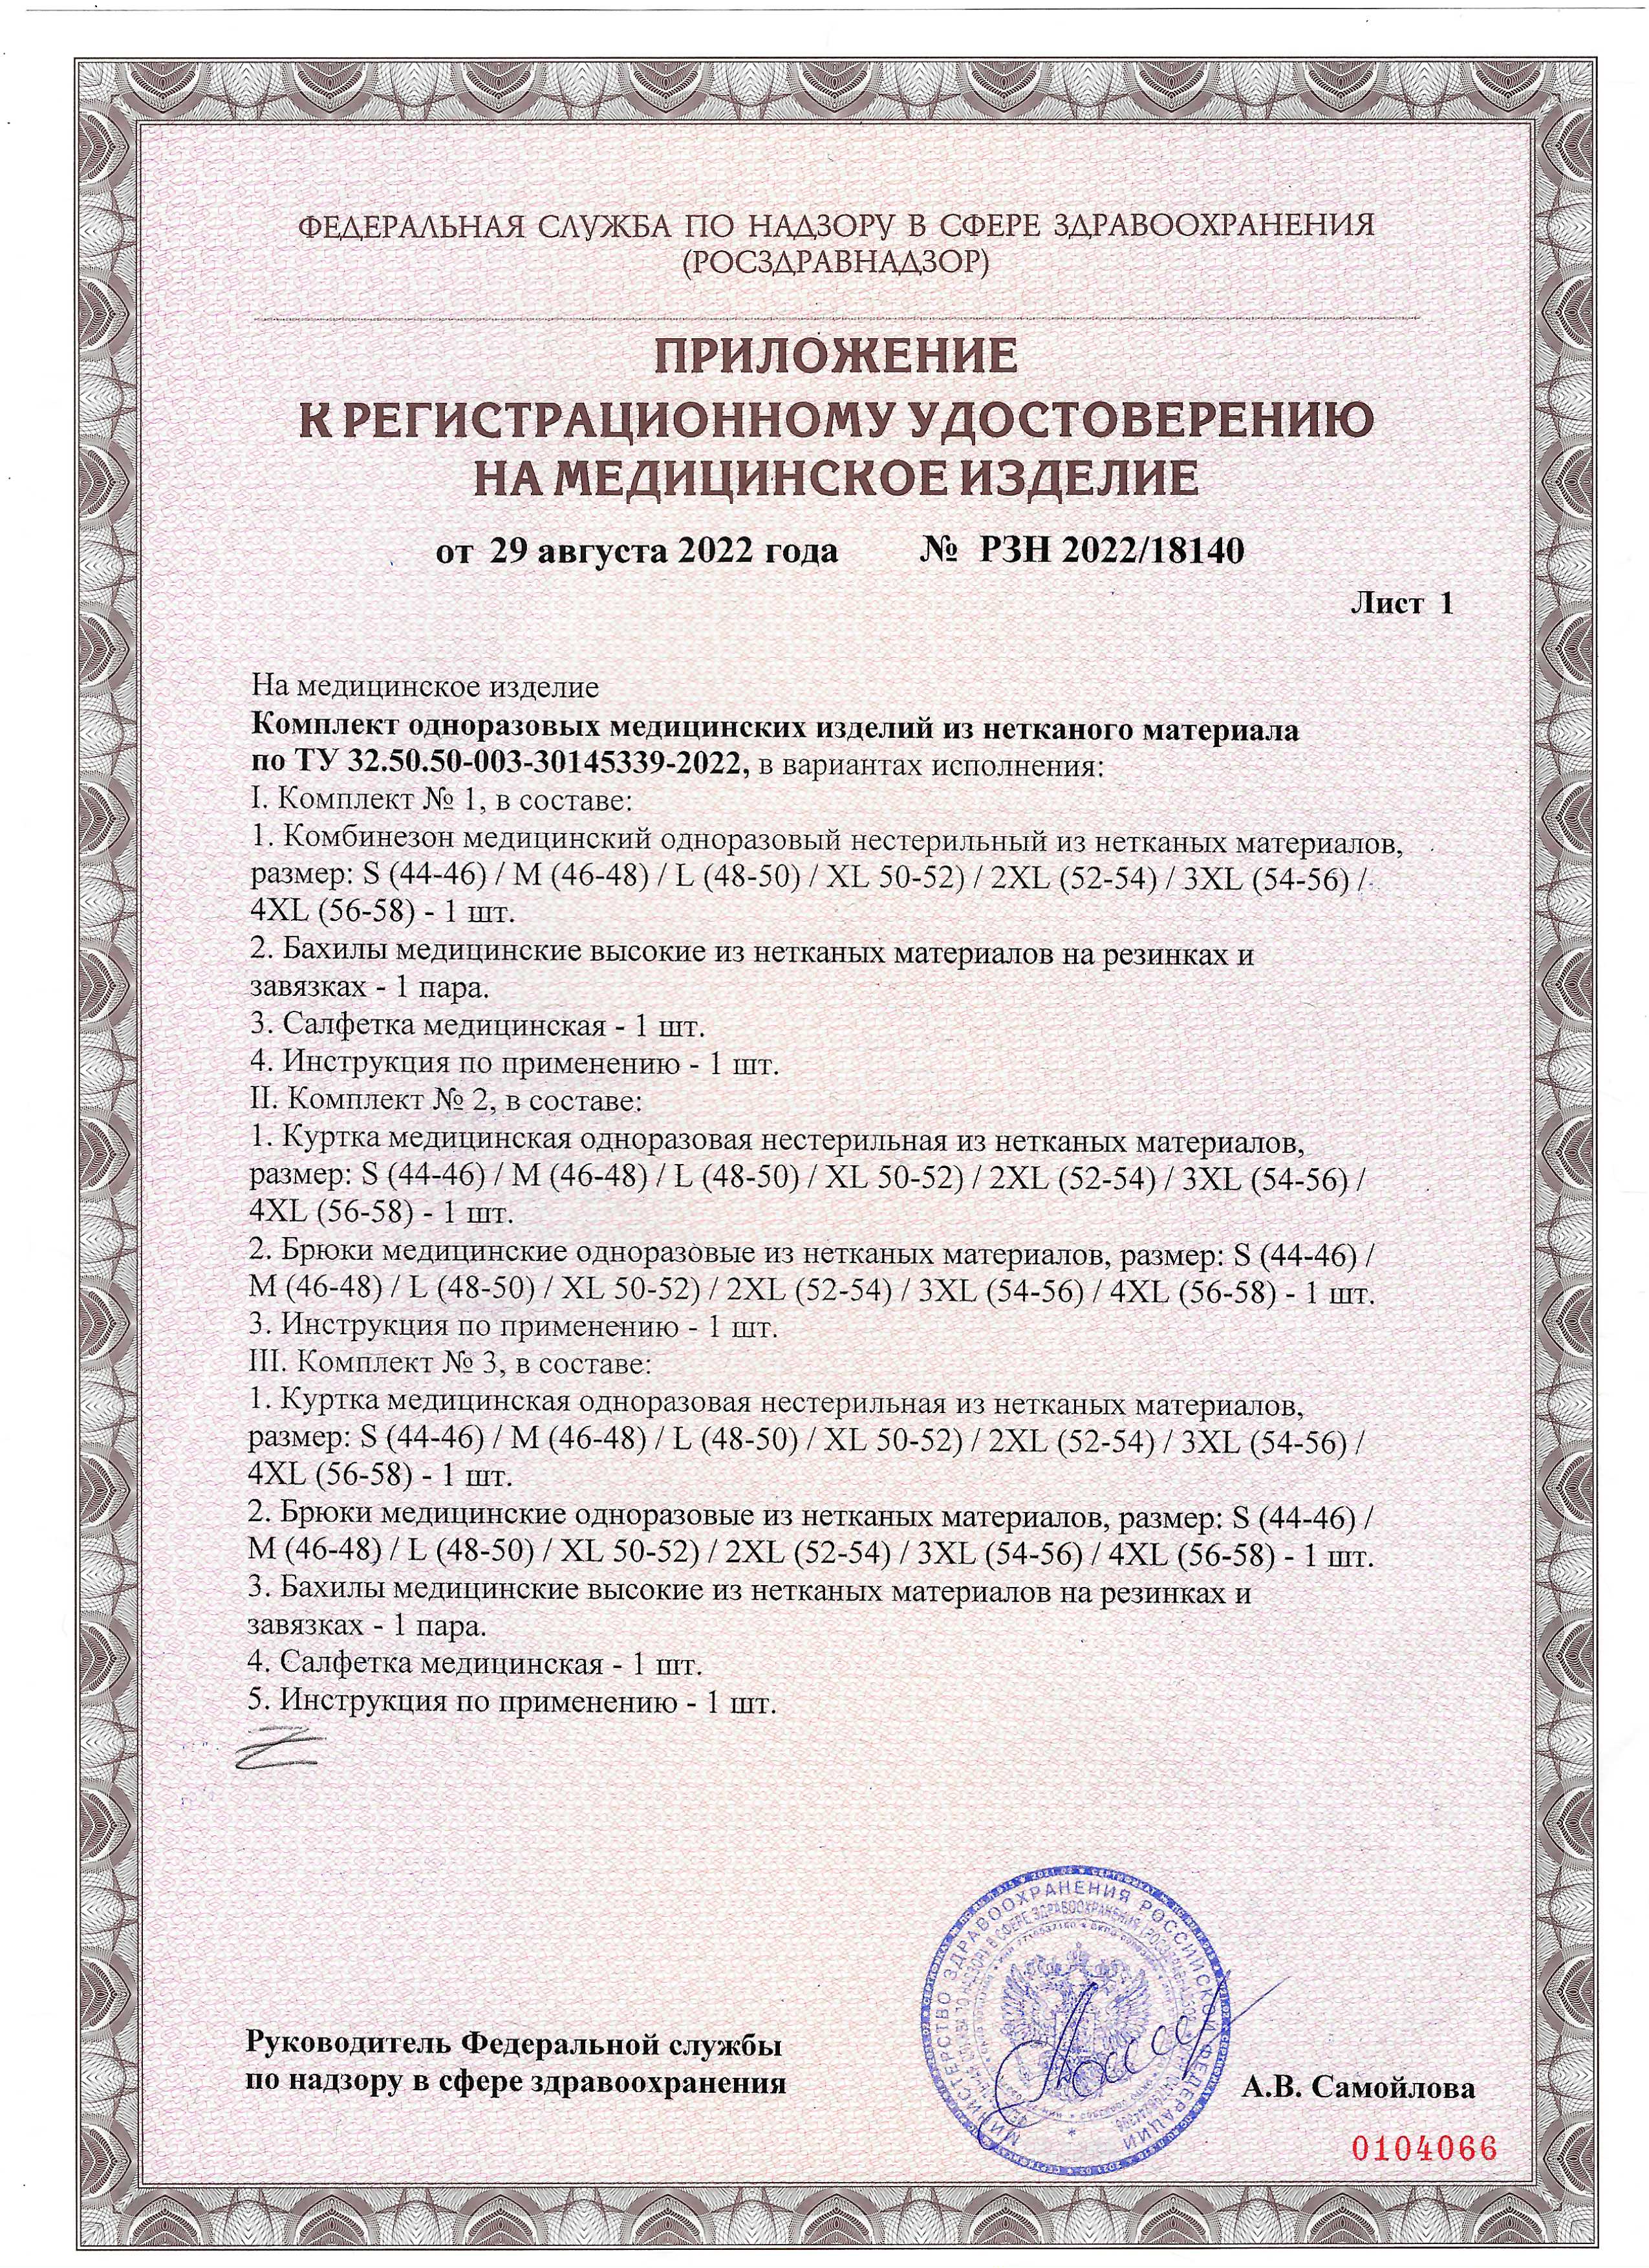 ФЕДЕРАЛЬНАЯ СЛУЖБА ПО НАДЗОРУ В СФЕРЕ ЗДРАВООХРАНЕНИЯ
(РОСЗДРАВНАДЗОР)
ПРИЛОЖЕНИЕ
К РЕГИСТРАЦИОННОМУ УДОСТОВЕРЕНИЮ
НА МЕДИЦИНСКОЕ ИЗДЕЛИЕ
от 29 августа 2022 года № РЗН 2022/18140
Лист 1
На медицинское изделие
Комплект одноразовых медицинских изделий из нетканого материала
по ТУ 32.50.50-003-30145339-2022, в вариантах исполнения:
I. Комплект № 1, в составе:
1. Комбинезон медицинский одноразовый нестерильный из нетканых материалов,
размер: S (44-46) / M (46-48) / L (48-50) / XL 50-52) / 2XL (52-54) / 3XL (54-56) /
4XL (56-58) - 1 шт.
2. Бахилы медицинские высокие из нетканых материалов на резинках и
завязках - 1 пара.
3. Салфетка медицинская - 1 шт.
4. Инструкция по применению - 1 шт.
II. Комплект № 2, в составе:
1. Куртка медицинская одноразовая нестерильная из нетканых материалов,
размер: S (44-46) / M (46-48) / L (48-50) / XL 50-52) / 2XL (52-54) / 3XL (54-56) /
4XL (56-58) - 1 шт.
2. Брюки медицинские одноразовые из нетканых материалов, размер: S (44-46) /
M (46-48) / L (48-50) / XL 50-52) / 2XL (52-54) / 3XL (54-56) / 4XL (56-58) - 1 шт.
3. Инструкция по применению - 1 шт.
III. Комплект № 3, в составе:
1. Куртка медицинская одноразовая нестерильная из нетканых материалов,
размер: S (44-46) / M (46-48) / L (48-50) / XL 50-52) / 2XL (52-54) / 3XL (54-56) /
4XL (56-58) - 1 шт.
2. Брюки медицинские одноразовые из нетканых материалов, размер: S (44-46) /
M (46-48) / L (48-50) / XL 50-52) / 2XL (52-54) / 3XL (54-56) / 4XL (56-58) - 1 шт.
3. Бахилы медицинские высокие из нетканых материалов на резинках и
завязках - 1 пара.
4. Салфетка медицинская - 1 шт.
5. Инструкция по применению - 1 шт.
МИНИСТЕРСТВО ЗДРАВООХРАНЕНИЯ РОССИЙСКОЙ ФЕДЕРАЦИИ
Руководитель Федеральной службы
по надзору в сфере здравоохранения
А.В. Самойлова
0104066